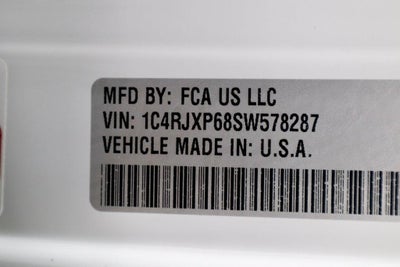 MFD BY: FCA US LLC
VIN: 1C4RJXP68SW578287
VEHICLE MADE IN: U.S.A.